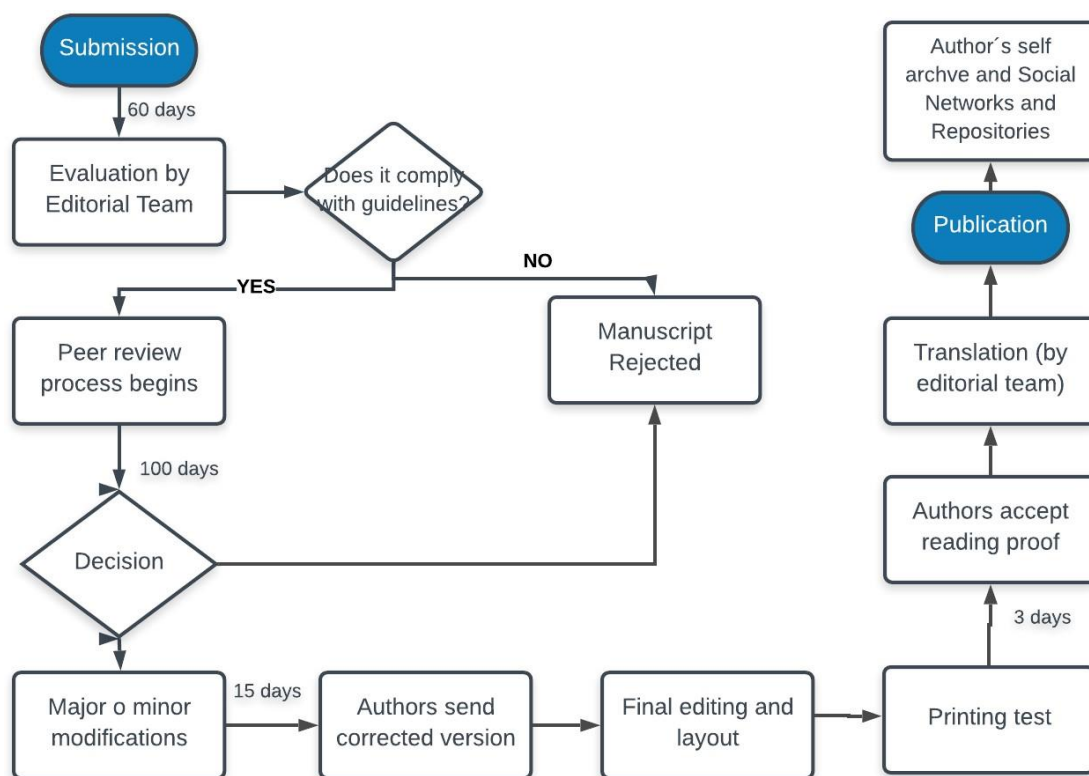 Submission
60 days
Evaluation by
Editorial Team
Does it comply
with guidelines?
YES
NO
Peer review
process begins
Manuscript
Rejected
100 days
Decision
Major o minor
modifications
15 days
Authors send
corrected version
Final editing and
layout
Printing test
3 days
Authors accept
reading proof
Translation (by
editorial team)
Publication
Author´s self
archve and Social
Networks and
Repositories